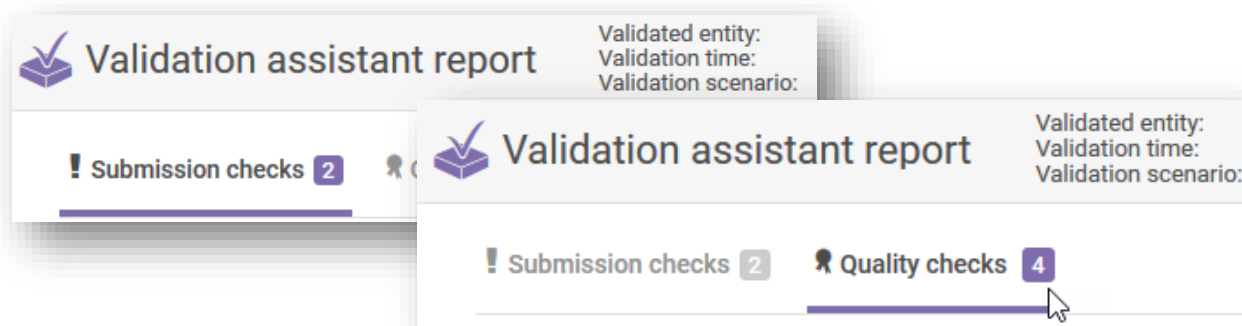 Validation assistant report
Validated entity:
Validation time:
Validation scenario:
Submission checks 2
Validation assistant report
Validated entity:
Validation time:
Validation scenario:
Submission checks 2 Quality checks 4